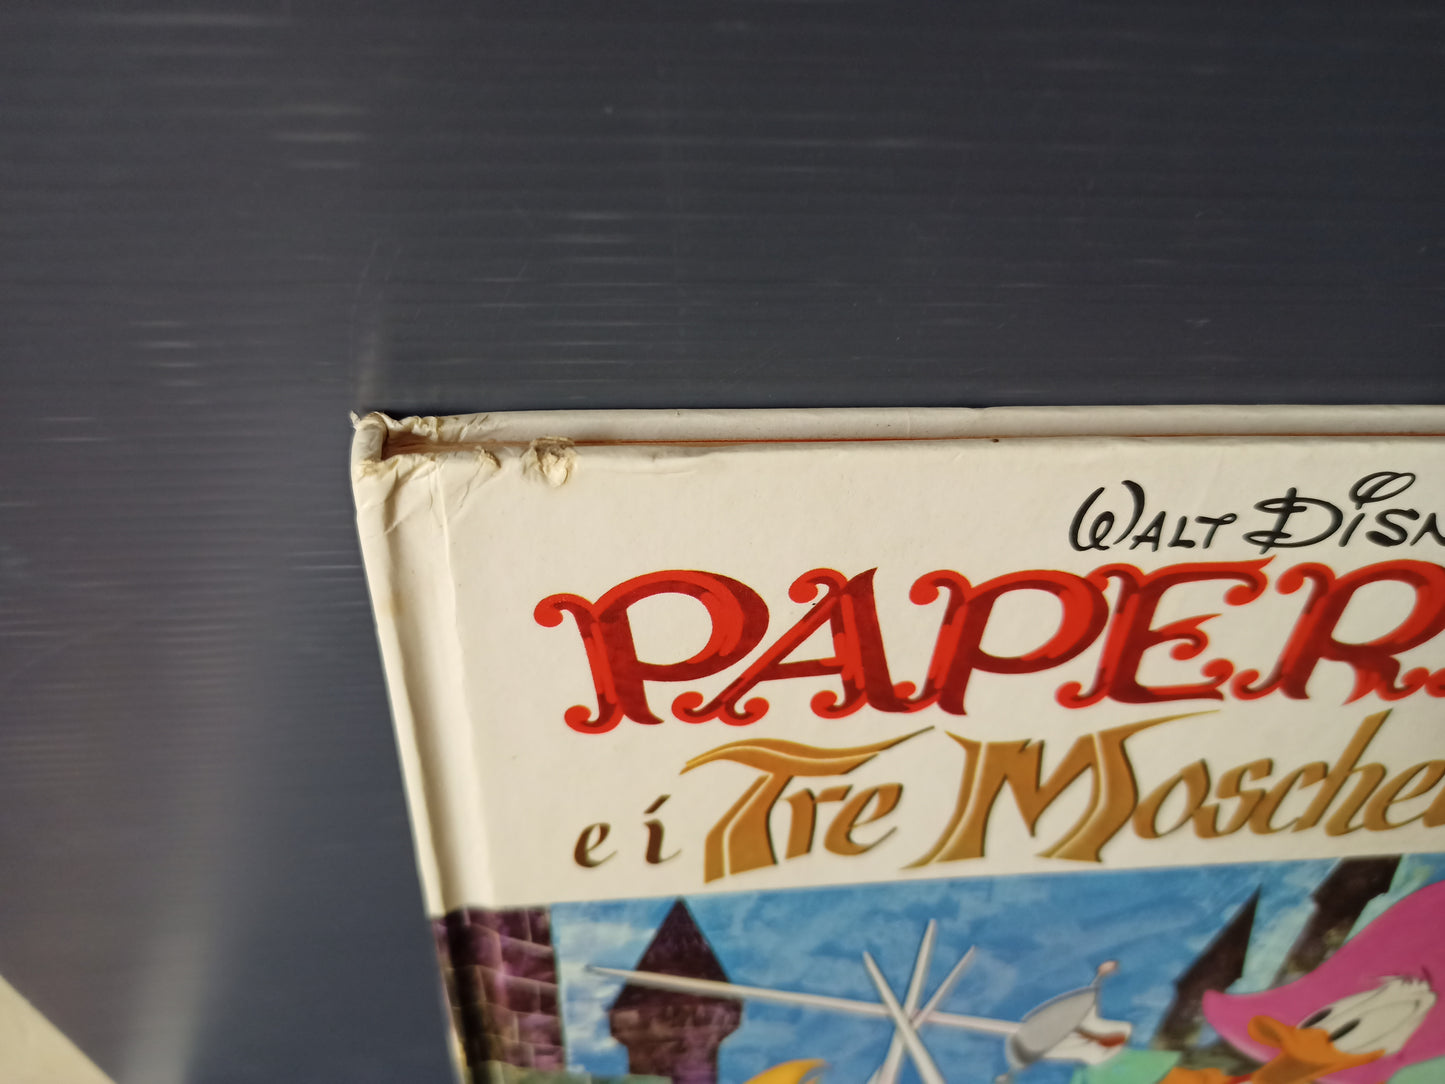 WALT DISN
PAPER
e i Tre Mosche